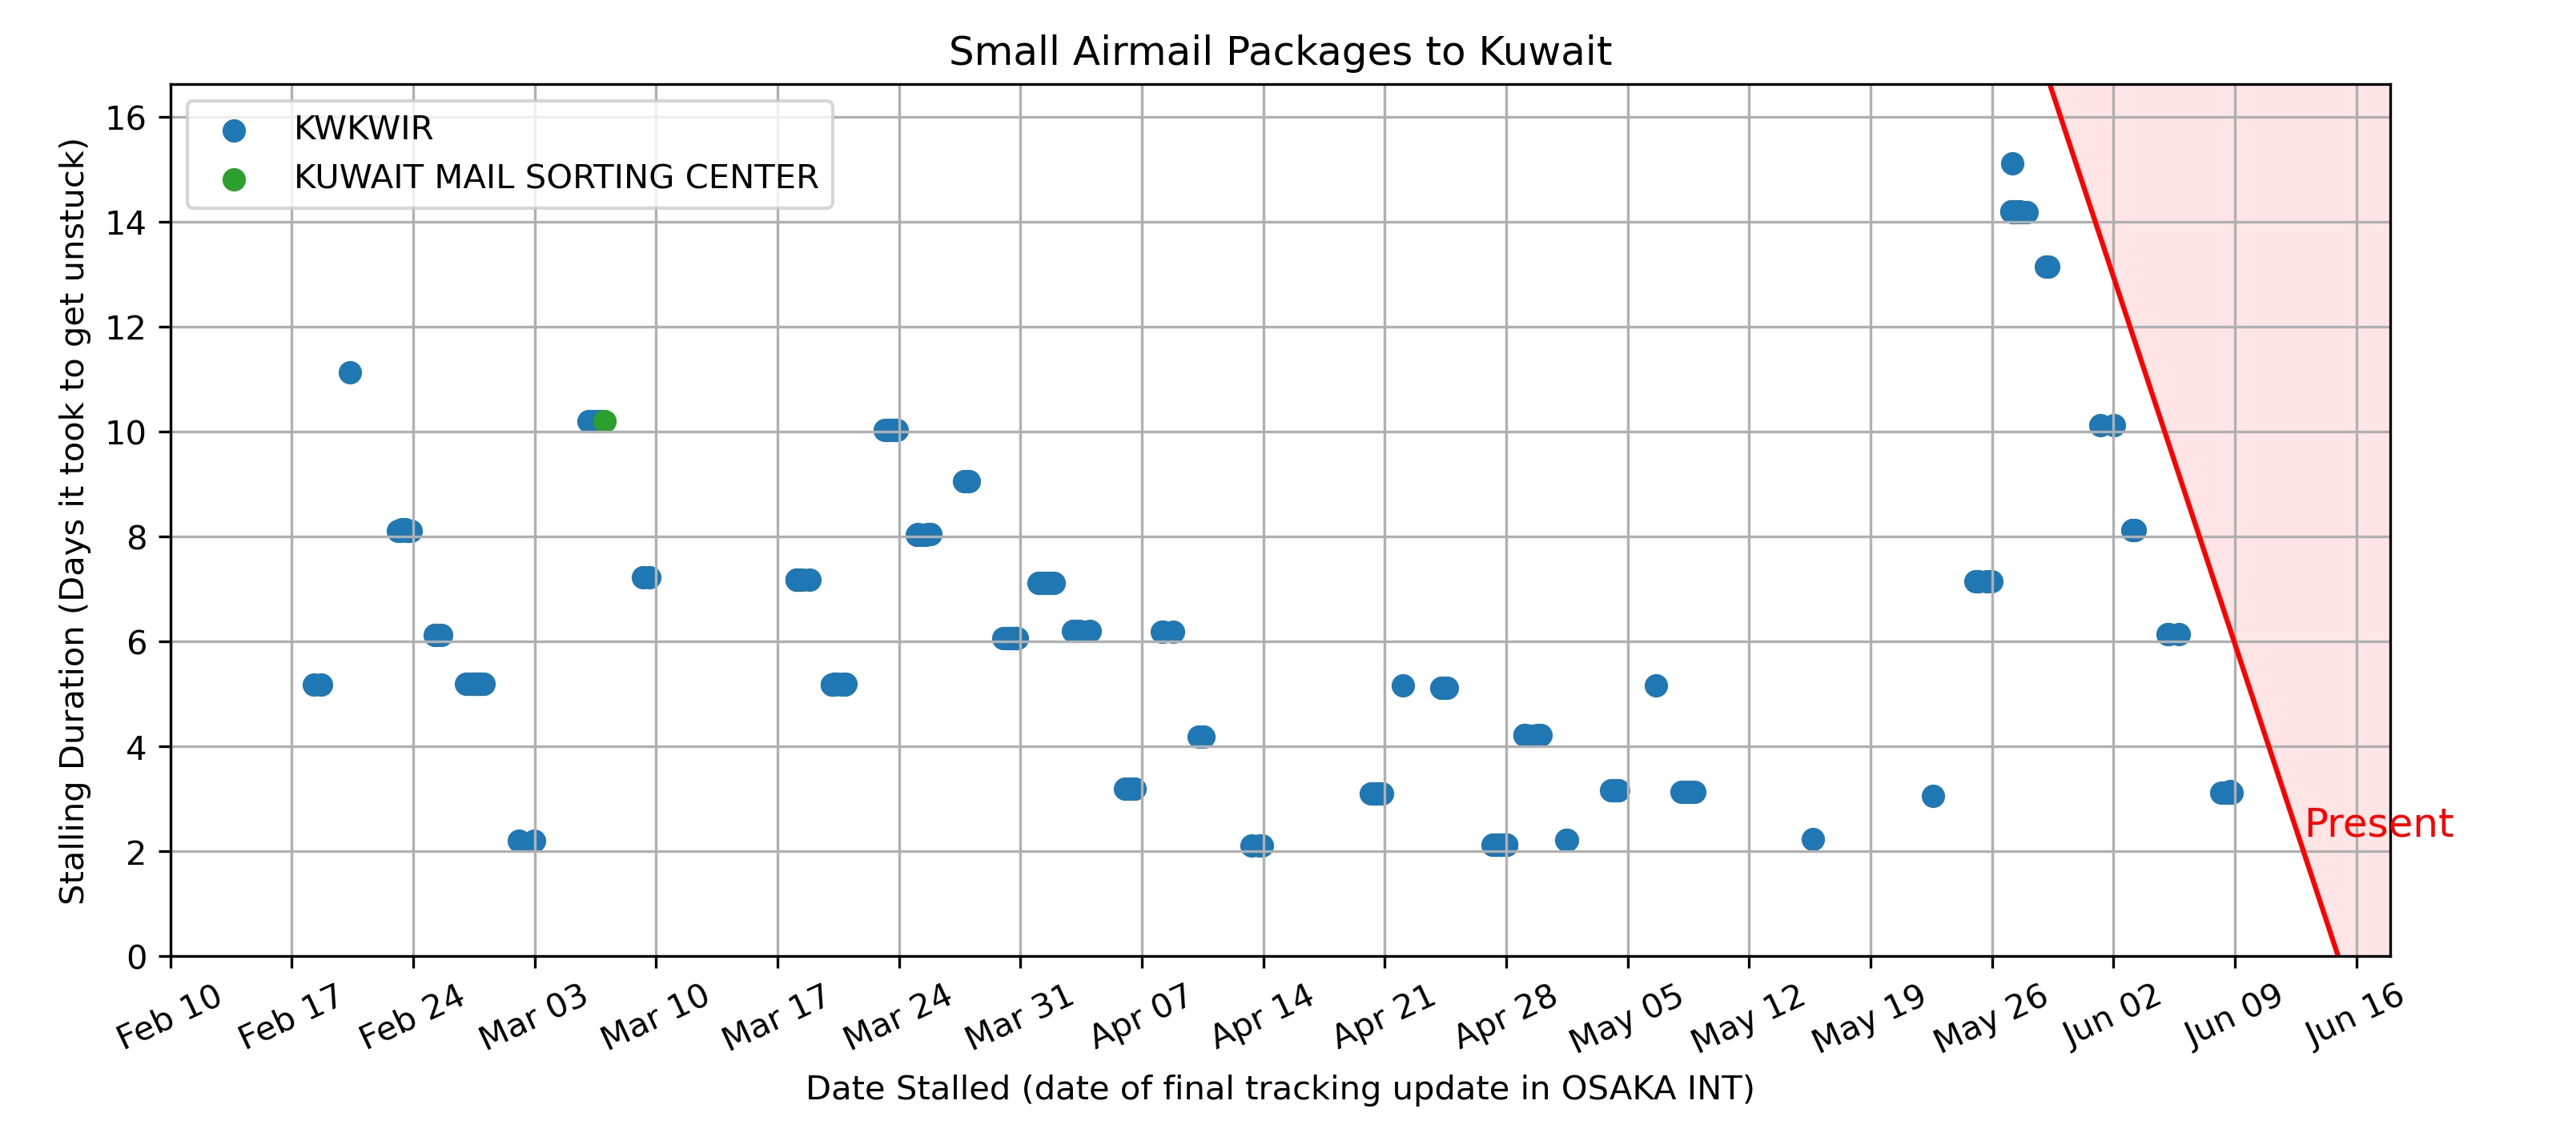 Small Airmail Packages to Kuwait
KWKWIR
KUWAIT MAIL SORTING CENTER
Stalling Duration (Days it took to get unstuck)
16
14
12
10
8
6
4
2
0
Present
Feb 10
Feb 17
Feb 24
Mar 03
Mar 10
Mar 17
Mar 24
Mar 31
Apr 07
Apr 14
Apr 21
Apr 28
May 05
May 12
May 19
May 26
Jun 02
Jun 09
Jun 16
Date Stalled (date of final tracking update in OSAKA INT)